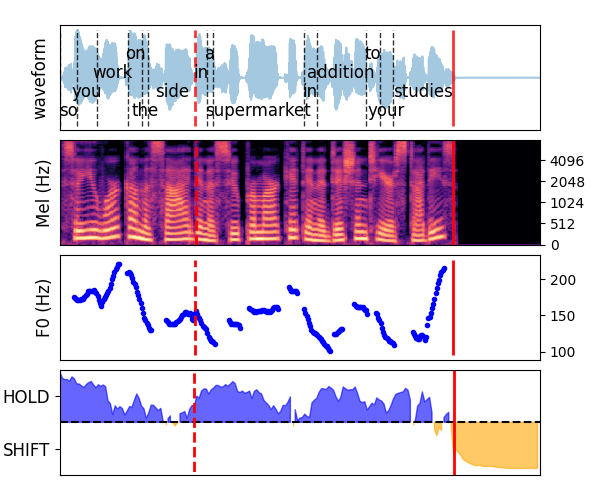 waveform
on a to
work in addition
you side in studies
so the supermarket your
Mel (Hz)
4096
2048
1024
512
0
F0 (Hz)
200
150
100
HOLD
SHIFT